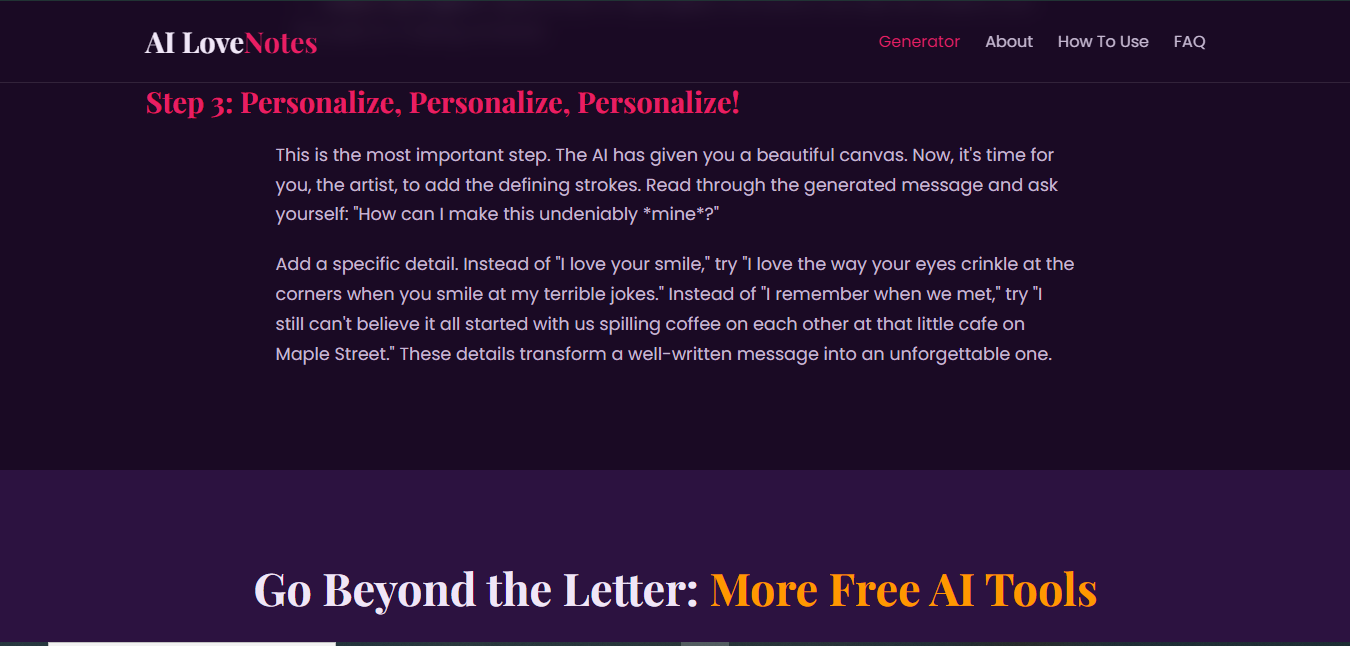 AI LoveNotes
Generator About How To Use FAQ
Step 3: Personalize, Personalize, Personalize!
This is the most important step. The AI has given you a beautiful canvas. Now, it's time for
you, the artist, to add the defining strokes. Read through the generated message and ask
yourself: "How can I make this undeniably *mine*?"
Add a specific detail. Instead of "I love your smile," try "I love the way your eyes crinkle at the
corners when you smile at my terrible jokes." Instead of "I remember when we met," try "I
still can't believe it all started with us spilling coffee on each other at that little cafe on
Maple Street." These details transform a well-written message into an unforgettable one.
Go Beyond the Letter: More Free AI Tools